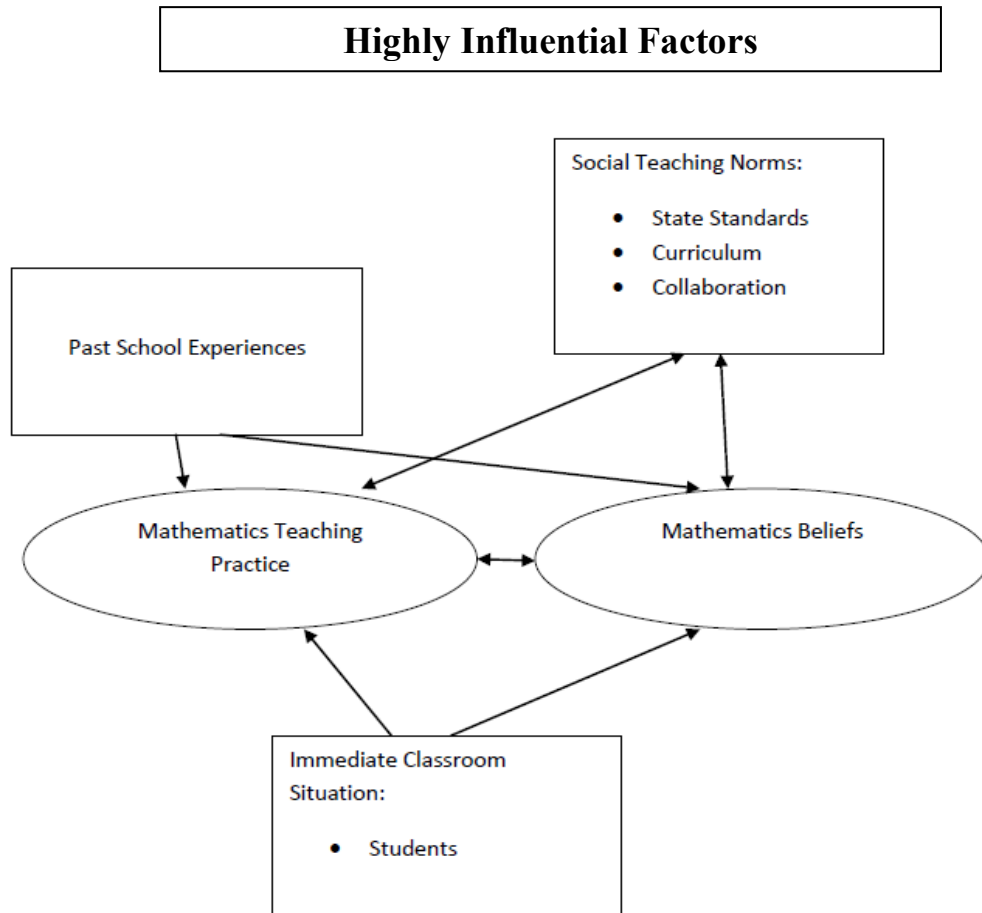 Highly Influential Factors
Social Teaching Norms:
• State Standards
• Curriculum
• Collaboration
Past School Experiences
Mathematics Teaching
Practice
Mathematics Beliefs
Immediate Classroom
Situation:
• Students